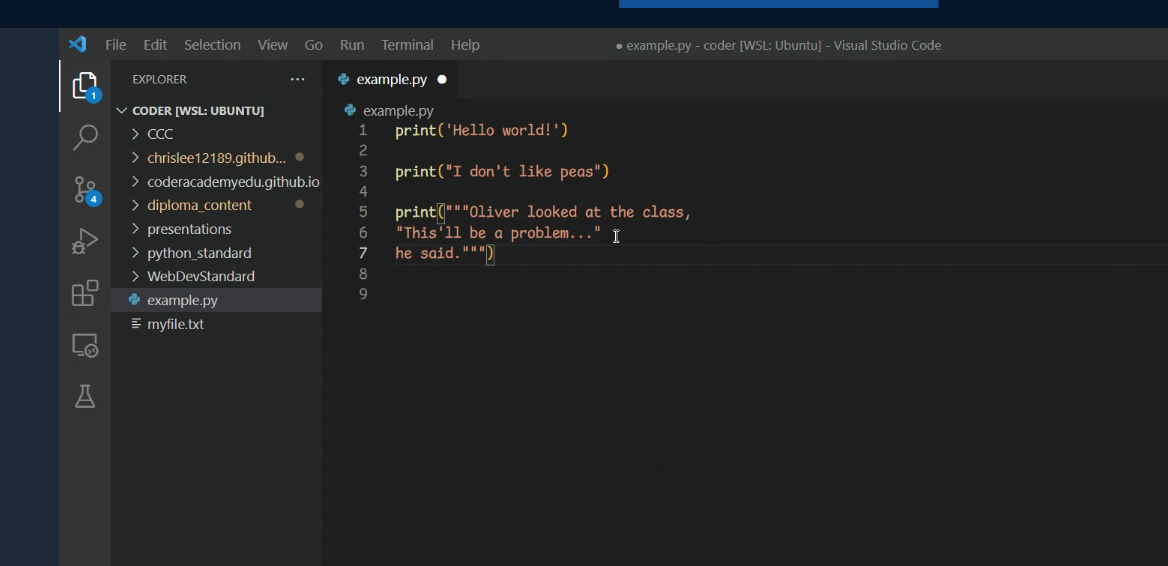 File Edit Selection View Go Run Terminal Help
● example.py - coder [WSL: Ubuntu] - Visual Studio Code
EXPLORER ...
example.py ●
1
CODER [WSL: UBUNTU]
example.py
CCC
chrislee12189.github...
coderacademyedu.github.io
4
diploma_content
presentations
python_standard
WebDevStandard
example.py
myfile.txt
1 print('Hello world!')
2
3 print("I don't like peas")
4
5 print("""Oliver looked at the class,
6 "This'll be a problem..."
7 he said.""")
8
9